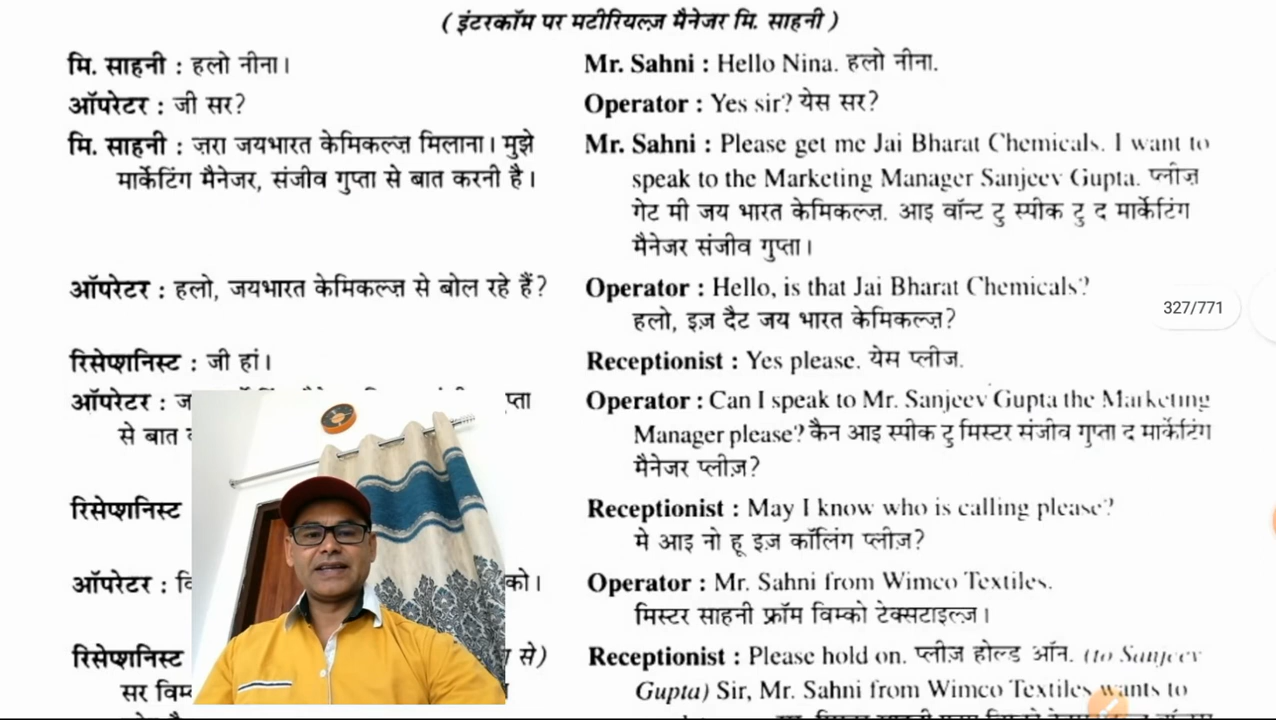 ( इंटरकॉम पर मटीरियल्ज़ मैनेजर मि. साहनी )
मि. साहनी : हलो नीना।
ऑपरेटर : जी सर?
मि. साहनी : ज़रा जयभारत केमिकल्ज़ मिलाना। मुझे
मार्केटिंग मैनेजर, संजीव गुप्ता से बात करनी है।
ऑपरेटर : हलो, जयभारत केमिकल्ज़ से बोल रहे हैं?
रिसेप्शनिस्ट : जी हां।
ऑपरेटर :
से बात
रिसेप्शनिस्ट
ऑपरेटर : को।
रिसेप्शनिस्ट से)
सर
Mr. Sahni : Hello Nina. हलो नीना.
Operator : Yes sir? येस सर?
Mr. Sahni : Please get me Jai Bharat Chemicals. I want to
speak to the Marketing Manager Sanjeev Gupta. प्लीज़
गेट मी जय भारत केमिकल्ज़. आइ वॉन्ट टु स्पीक टु द मार्केटिंग
मैनेजर संजीव गुप्ता।
Operator : Hello, is that Jai Bharat Chemicals?
हलो, इज़ दैट जय भारत केमिकल्ज़?
Receptionist : Yes please. येस प्लीज.
Operator : Can I speak to Mr. Sanjeev Gupta the Marketing
Manager please? कैन आइ स्पीक टु मिस्टर संजीव गुप्ता द मार्केटिंग
मैनेजर प्लीज़?
Receptionist : May I know who is calling please?
मे आइ नो हू इज़ कॉलिंग प्लीज़?
Operator : Mr. Sahni from Wimco Textiles.
मिस्टर साहनी फ्रॉम विम्को टेक्सटाइल्ज़।
Receptionist : Please hold on. प्लीज़ होल्ड ऑन. (to Sanjeev
Gupta) Sir, Mr. Sahni from Wimco Textiles wants to
327/771